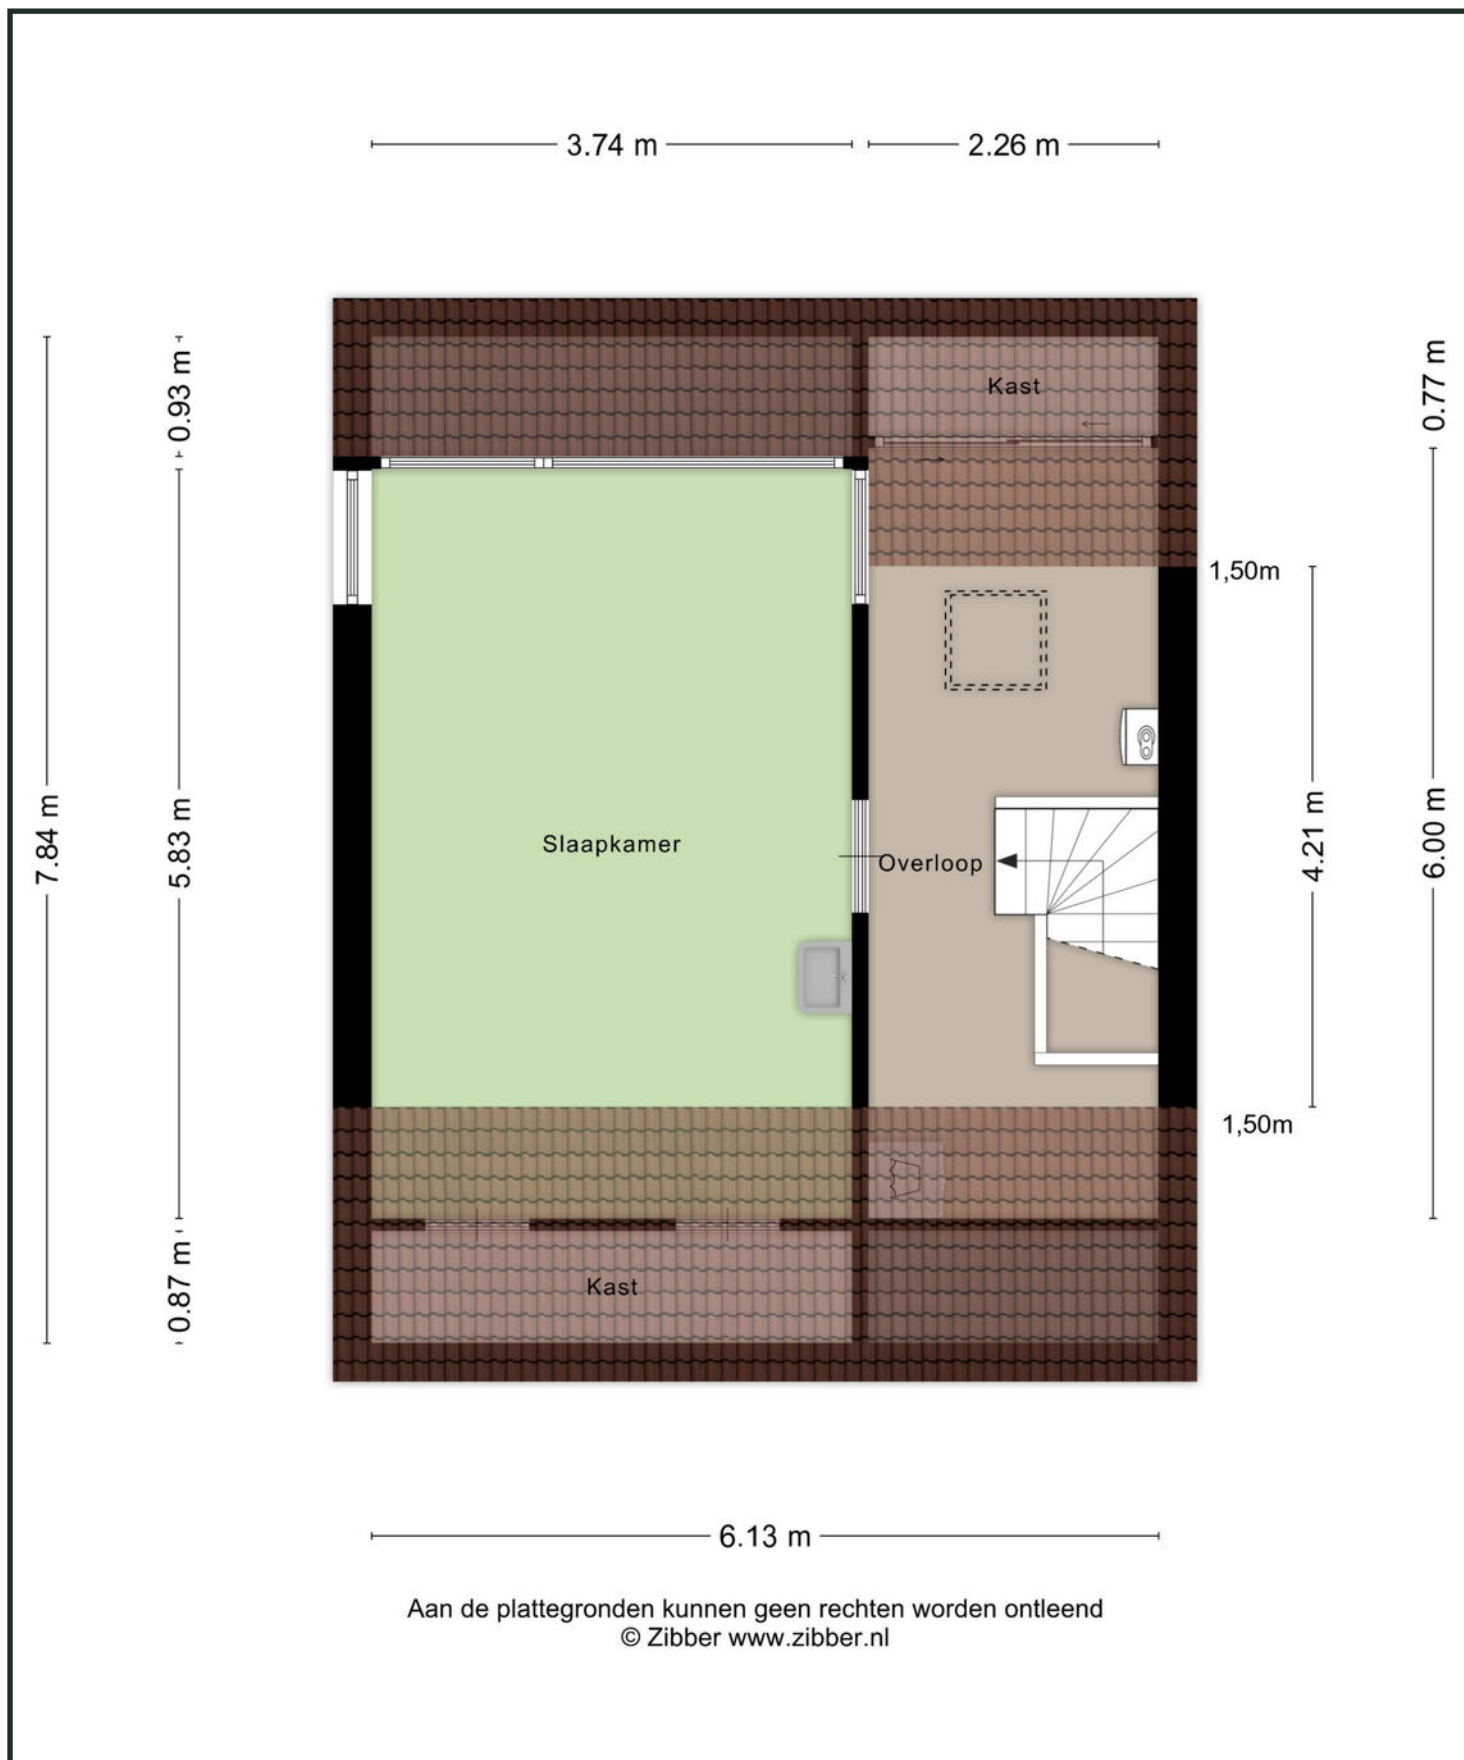 3.74 m
2.26 m
0.93 m
0.77 m
Kast
1,50m
7.84 m
5.83 m
Slaapkamer
Overloop
4.21 m
6.00 m
1,50m
0.87 m
Kast
6.13 m
Aan de plattegronden kunnen geen rechten worden ontleend
© Zibber www.zibber.nl